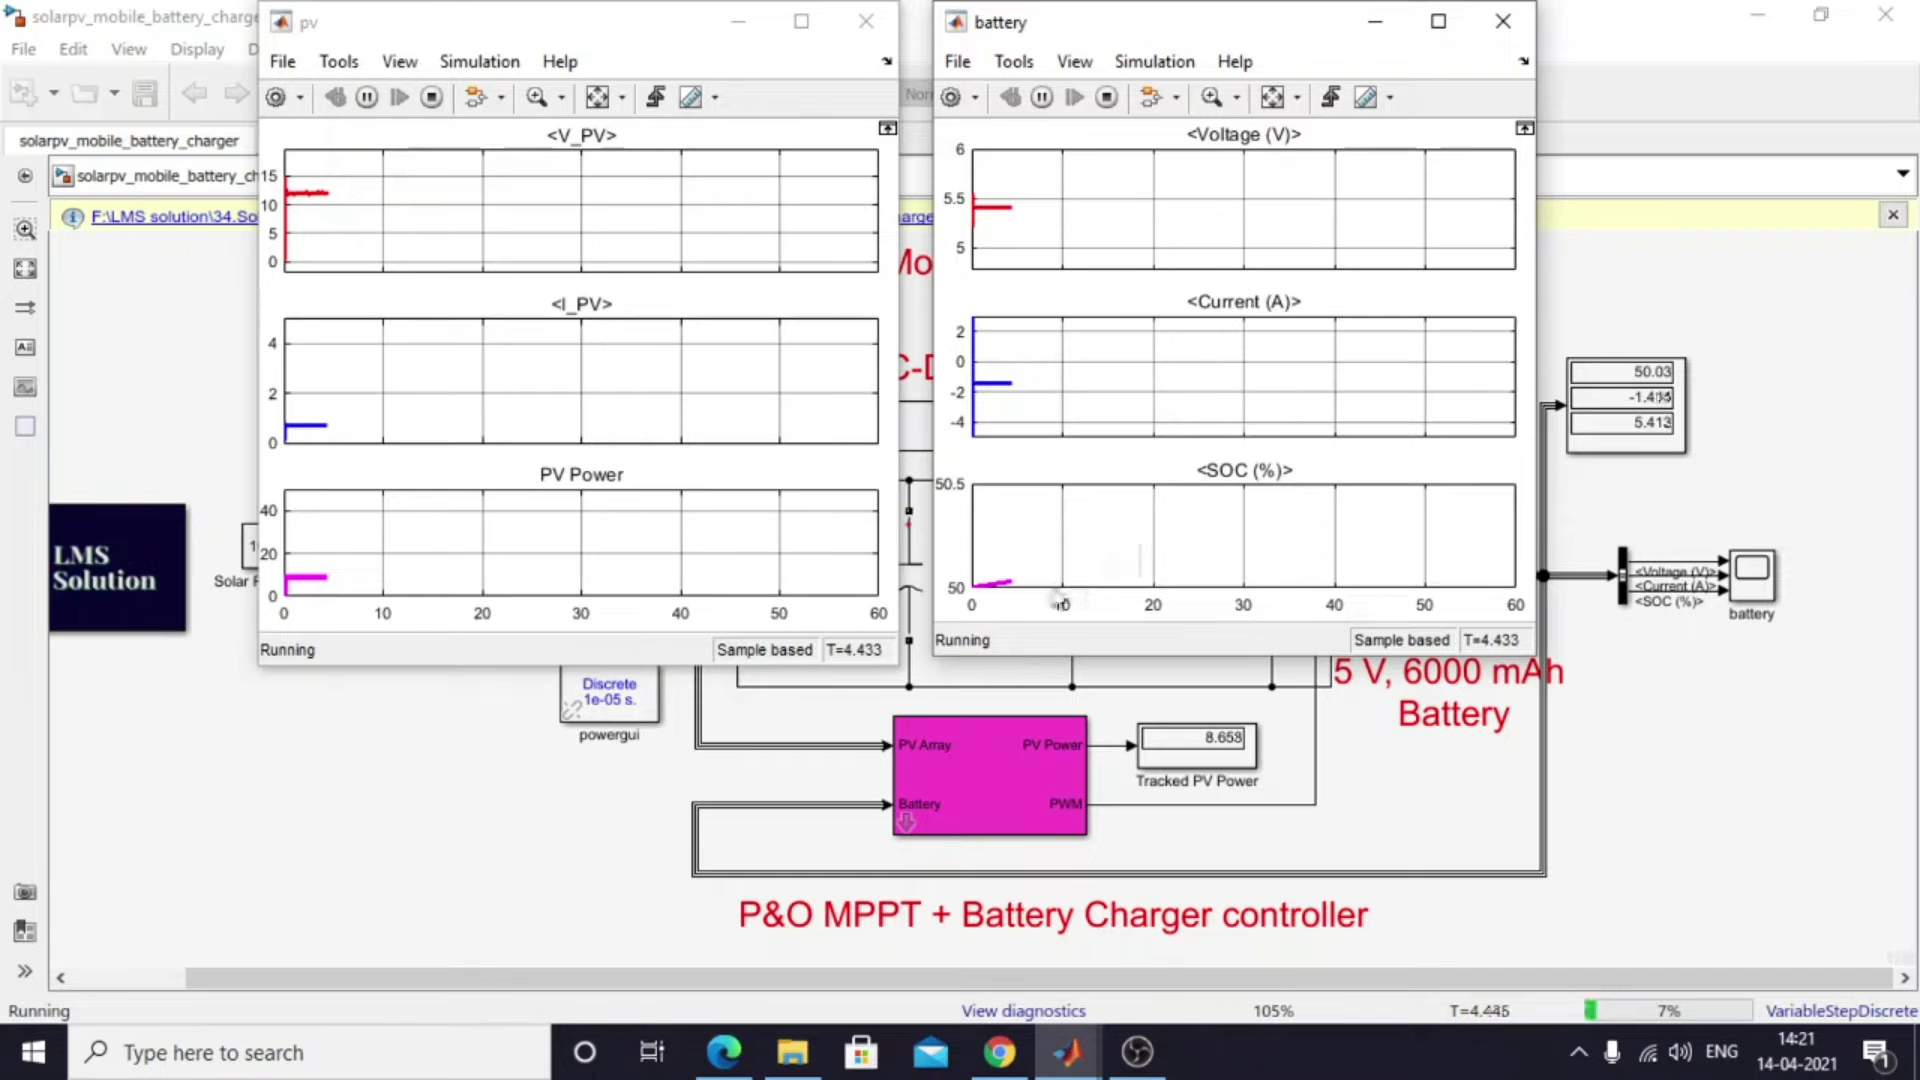 solarpv_mobile_battery_charge
File Edit View Display
solarpv_mobile_battery_charger
solarpv_mobile_battery_ch
F:\LMS solution\34.So
arge
pv
File Tools View Simulation Help
<V_PV>
15
10
5
0
<I_PV>
4
2
0
PV Power
40
20
0
0 10 20 30 40 50 60
Running
Sample based
T=4.433
battery
File Tools View Simulation Help
<Voltage (V)>
6
5.5
5
<Current (A)>
2
0
-2
-4
<SOC (%)>
50.5
50
0 10 20 30 40 50 60
Running
Sample based
T=4.433
50.03
5.413
<Voltage (V)>
<Current (A)>
<SOC (%)>
battery
LMS
Solution
Solar
Discrete
1e-05 s.
powergui
5 V, 6000 mAh
Battery
PV Array
PV Power
Battery
PWM
8.658
Tracked PV Power
P&O MPPT + Battery Charger controller
Running
View diagnostics
105%
T=4.445
7%
VariableStepDiscrete
Type here to search
ENG
14:21
14-04-2021
1